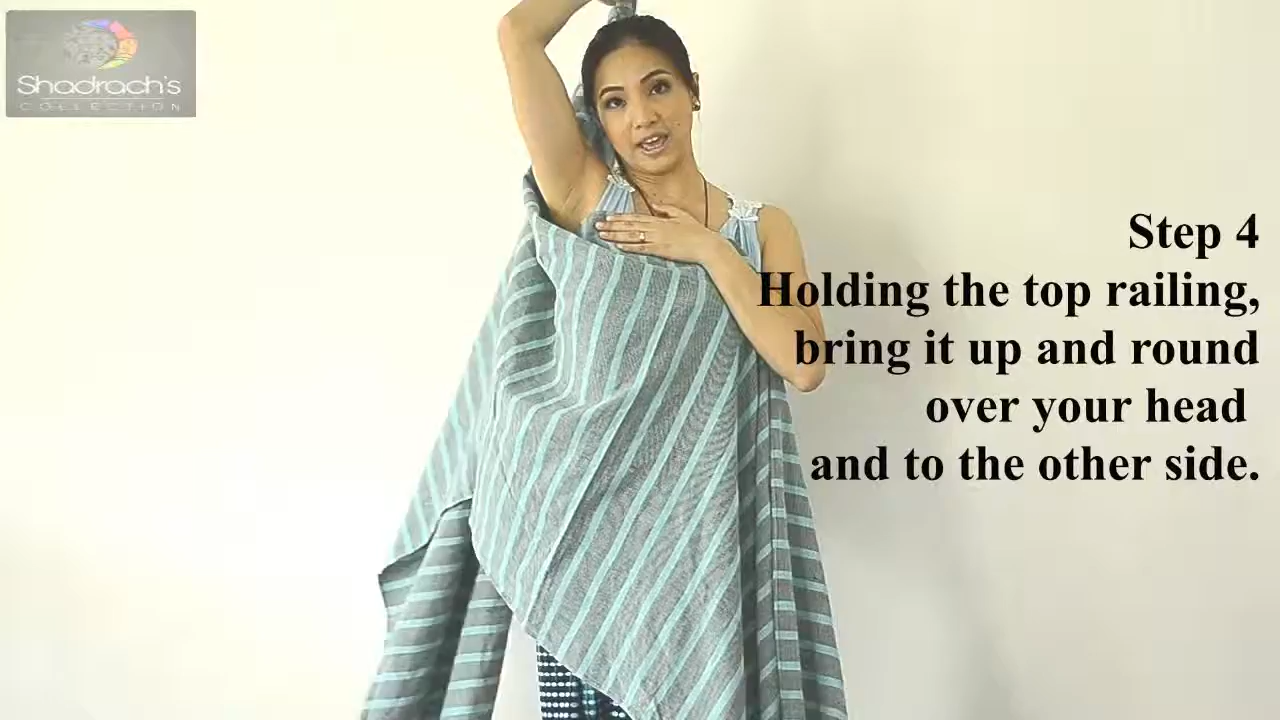 Shadrach's
COLLECTION
Step 4
Holding the top railing,
bring it up and round
over your head
and to the other side.